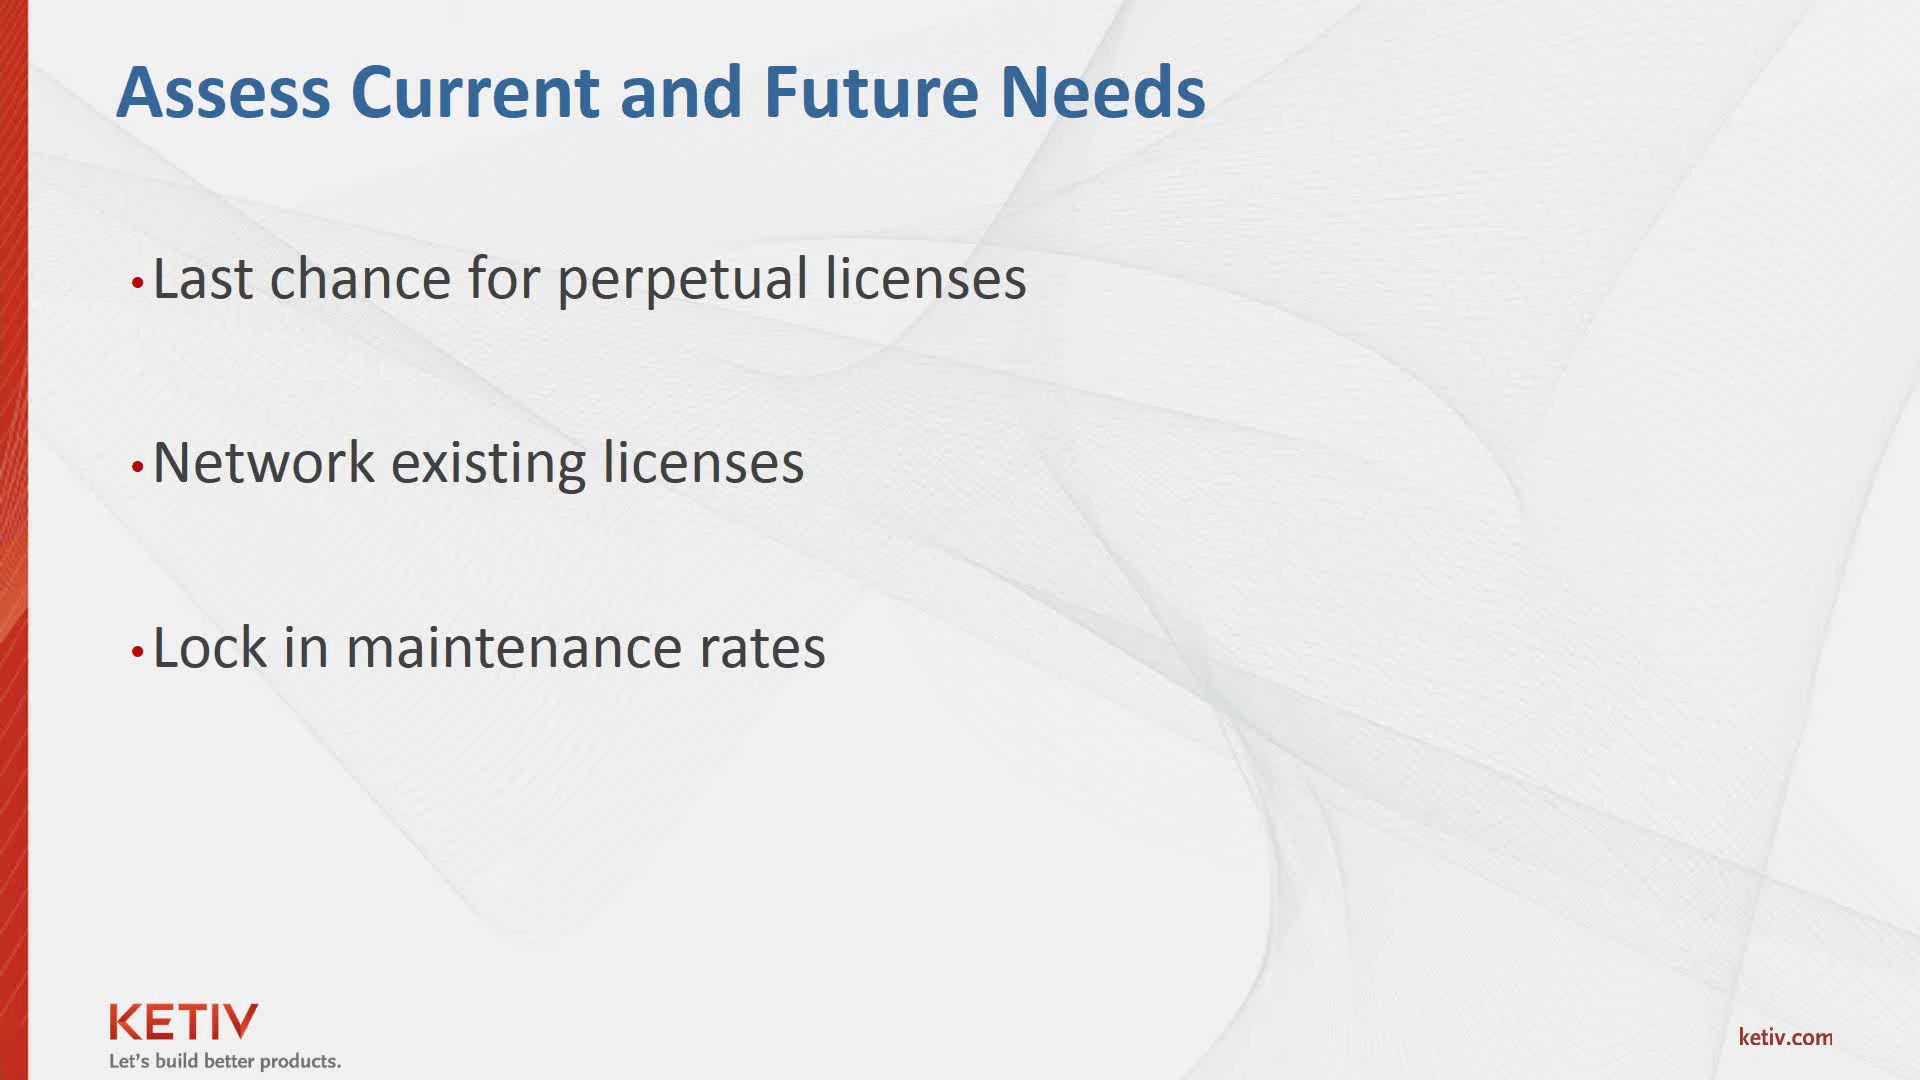 Assess Current and Future Needs
•Last chance for perpetual licenses
•Network existing licenses
•Lock in maintenance rates
KETIV
Let's build better products.
ketiv.com